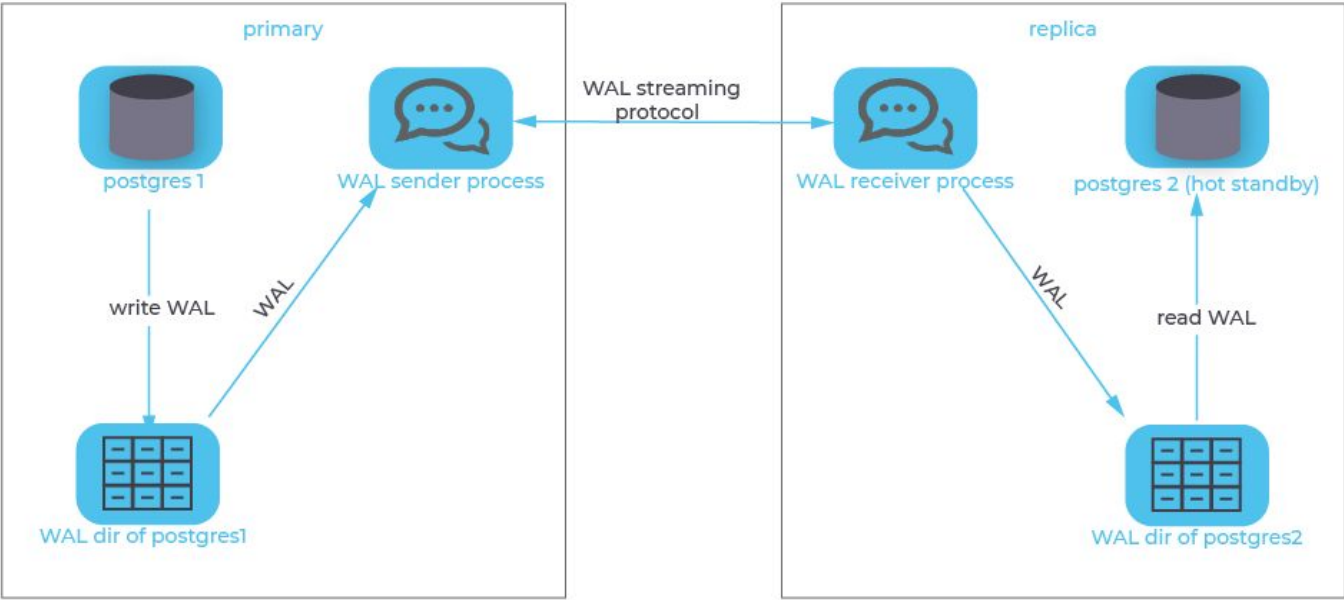 primary
postgres 1
WAL sender process
write WAL
WAL
WAL dir of postgres1
WAL streaming
protocol
replica
WAL receiver process
postgres 2 (hot standby)
WAL
read WAL
WAL dir of postgres2